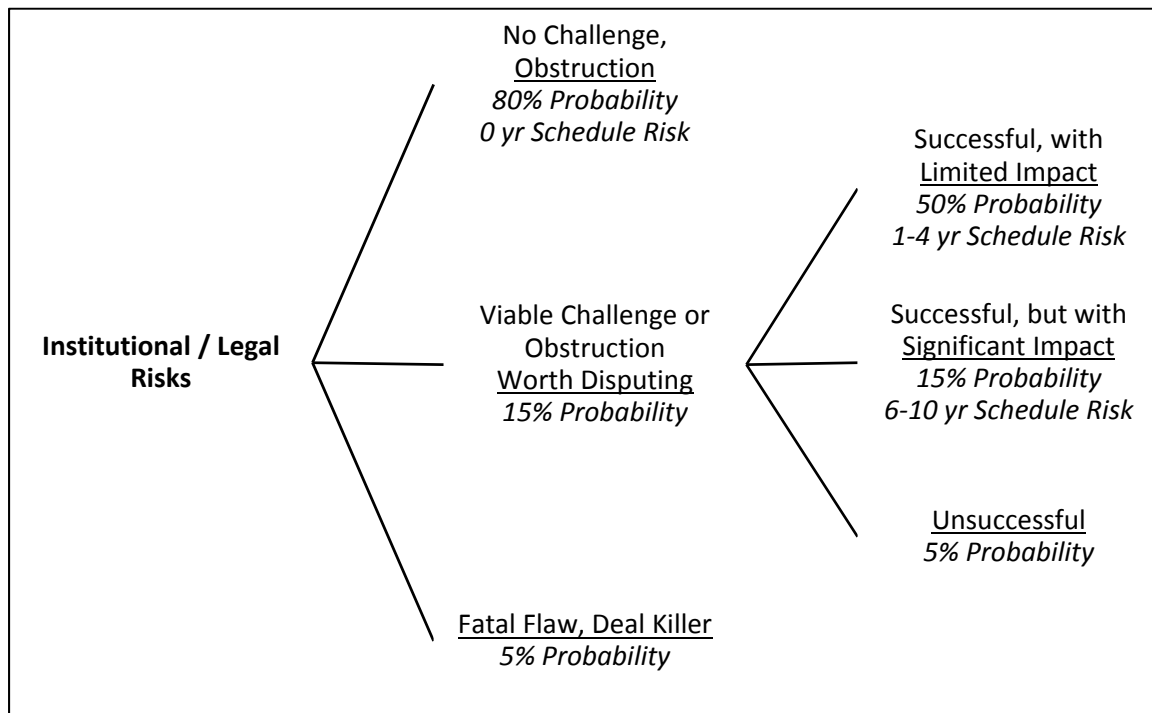 No Challenge,
Obstruction
80% Probability
0 yr Schedule Risk
Successful, with
Limited Impact
50% Probability
1-4 yr Schedule Risk
Institutional / Legal
Risks
Viable Challenge or
Obstruction
Worth Disputing
15% Probability
Successful, but with
Significant Impact
15% Probability
6-10 yr Schedule Risk
Unsuccessful
5% Probability
Fatal Flaw, Deal Killer
5% Probability